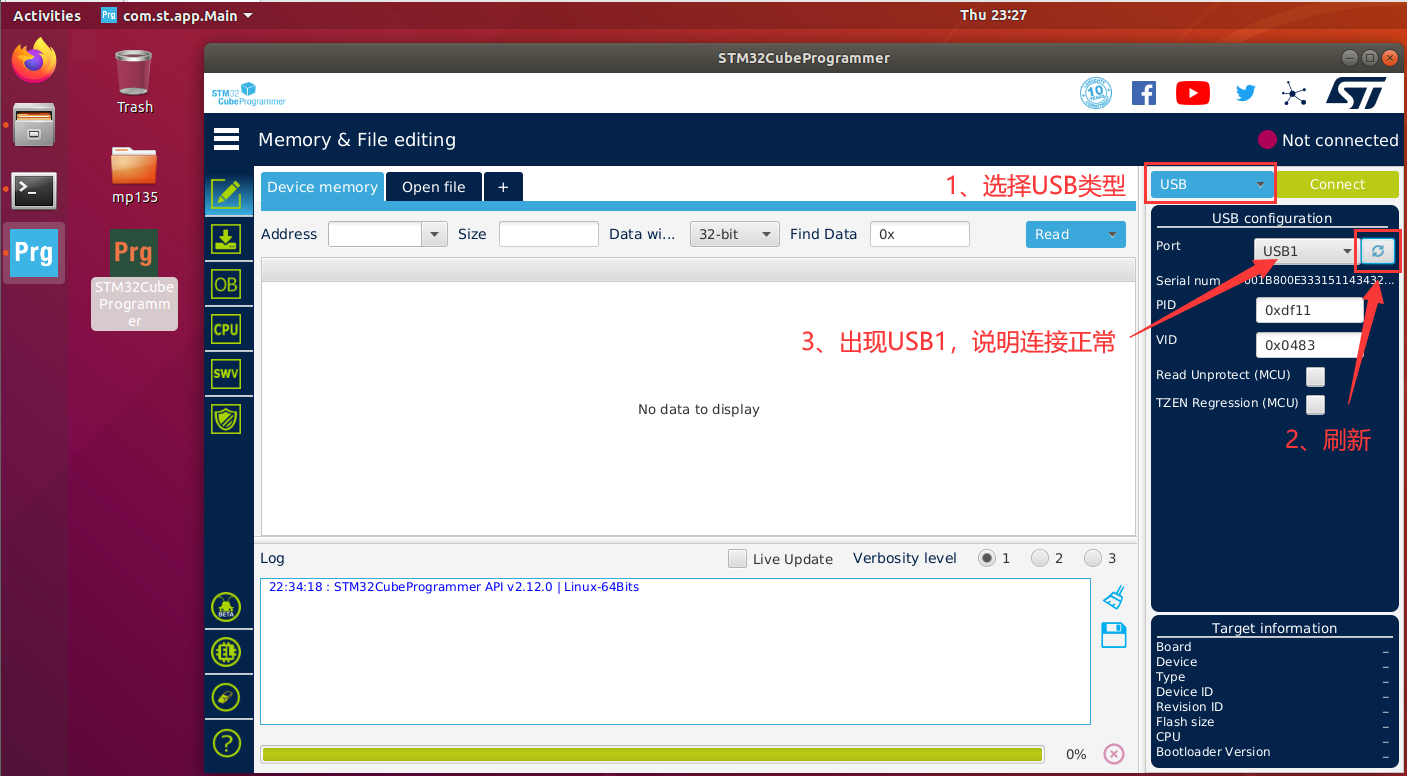 Activities
com.st.app.Main
Thu 23:27
Trash
mp135
Prg
Prg
STM32Cube
Programm
er
STM32CubeProgrammer
STM32
CubeProgrammer
Memory & File editing
Not connected
Device memory
Open file
+
1、选择USB类型
USB
Connect
Address
Size
Data wi...
32-bit
Find Data
0x
Read
USB configuration
Port
USB1
Serial num
001B800E333151143432...
PID
0xdf11
VID
0x0483
Read Unprotect (MCU)
TZEN Regression (MCU)
3、出现USB1，说明连接正常
2、刷新
OB
CPU
SWV
No data to display
Log
Live Update
Verbosity level
1
2
3
22:34:18 : STM32CubeProgrammer API v2.12.0 | Linux-64Bits
BETA
EL
?
0%
Target information
Board
_
Device
_
Type
_
Device ID
_
Revision ID
_
Flash size
_
CPU
_
Bootloader Version
_